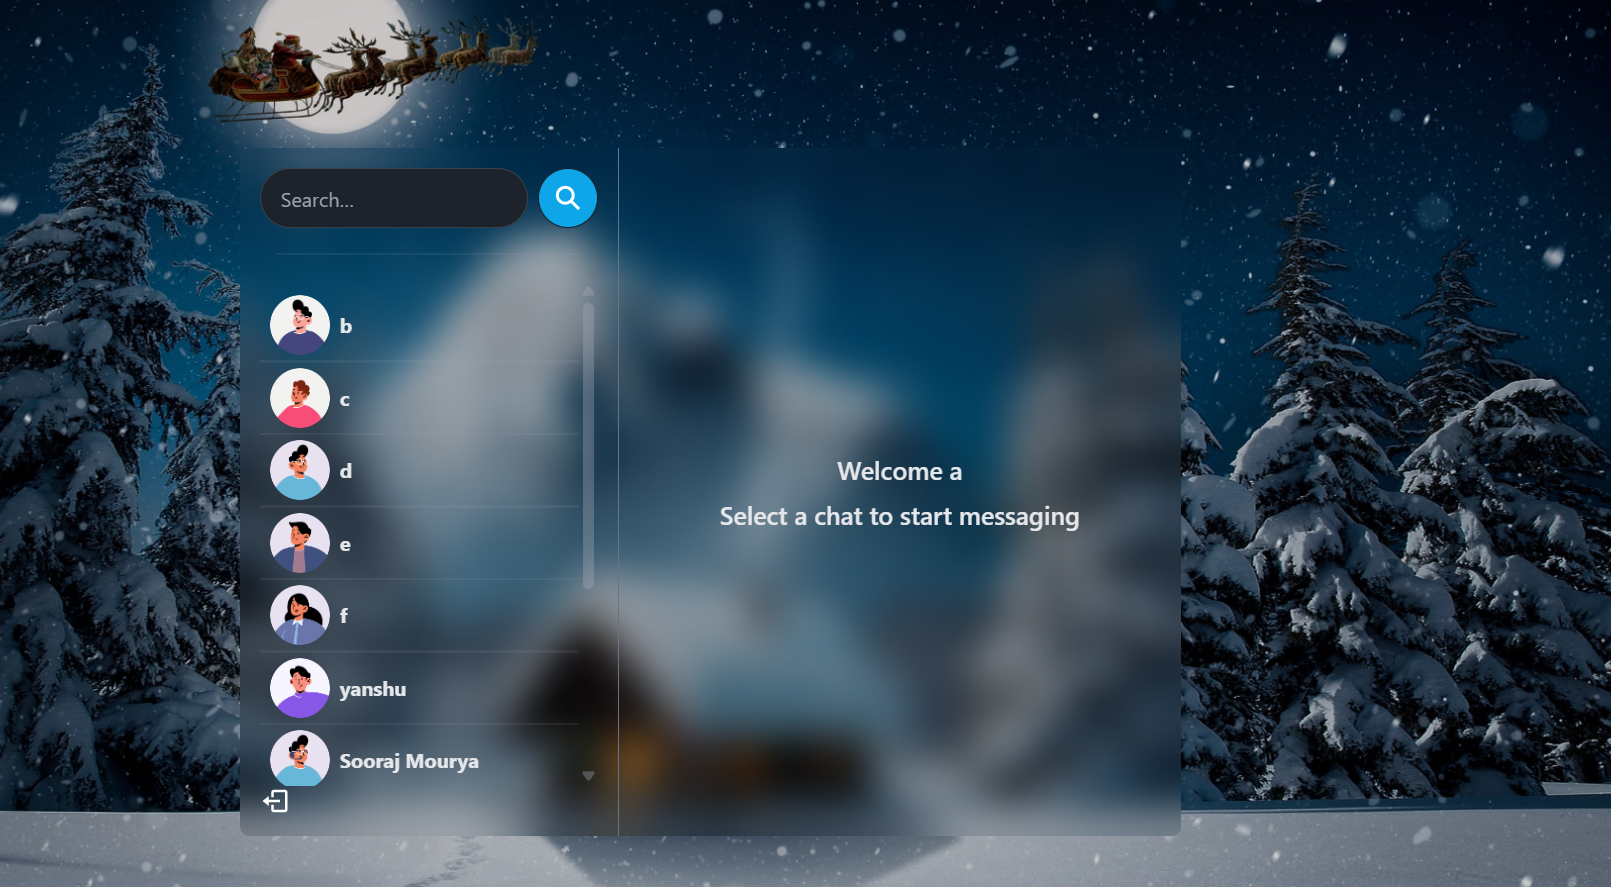 Search...
b
c
d
e
f
yanshu
Sooraj Mourya
Welcome a
Select a chat to start messaging